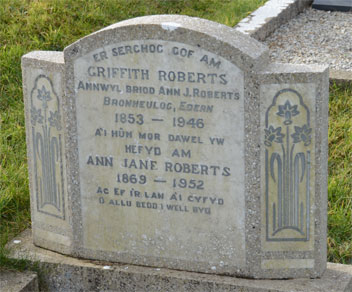 ER SERCHOG GOF AM
GRIFFITH ROBERTS
ANNWYL BRIOD ANN J. ROBERTS
BRONHEULOG, EDERN
1853 – 1946
A'I HÛN MOR DAWEL YW
HEFYD AM
ANN JANE ROBERTS
1869 – 1952
AC EF I'R LAN A'I CYFYD
O ALLU BEDD I WELL BYD